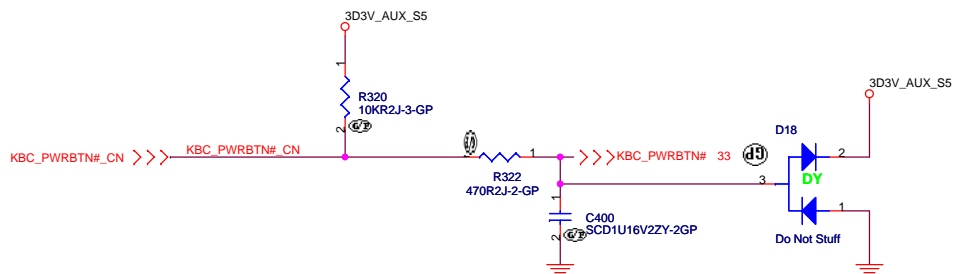 3D3V_AUX_S5
1
R320
10KR2J-3-GP
2
G/P
KBC_PWRBTN#_CN
KBC_PWRBTN#_CN
1
R322
470R2J-2-GP
KBC_PWRBTN# 33
GP
1
C400
SCD1U16V2ZY-2GP
2
G/P
3D3V_AUX_S5
D18
2
3
DY
1
Do Not Stuff